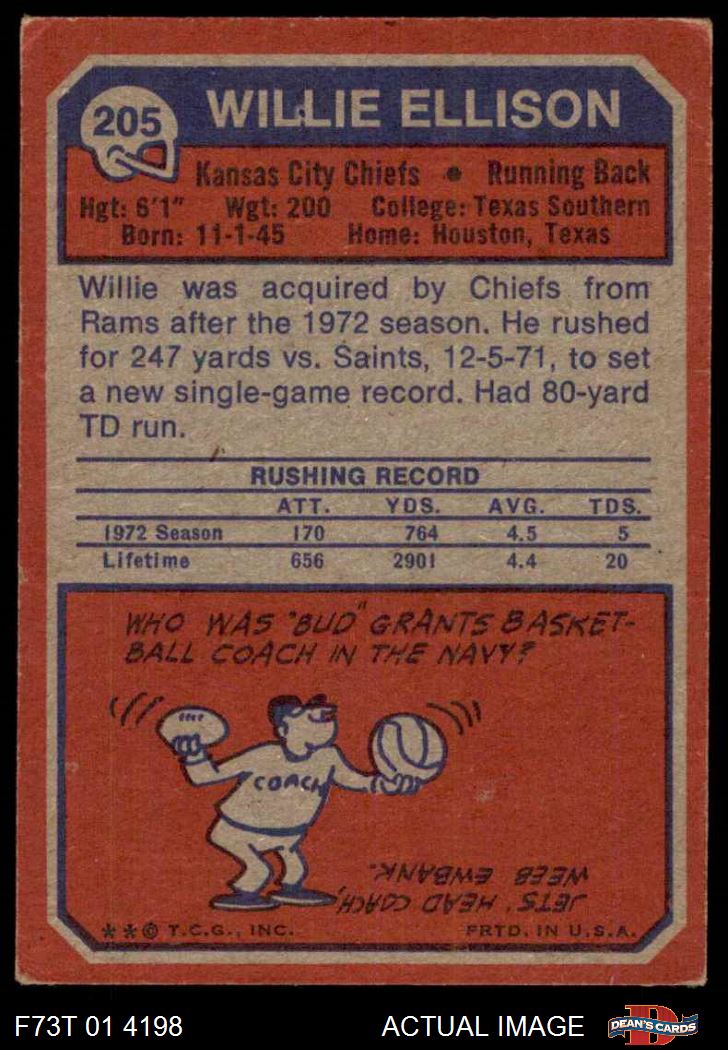 205
WILLIE ELLISON
Kansas City Chiefs • Running Back
Hgt: 6'1" Wgt: 200 College: Texas Southern
Born: 11-1-45 Home: Houston, Texas
Willie was acquired by Chiefs from
Rams after the 1972 season. He rushed
for 247 yards vs. Saints, 12-5-71, to set
a new single-game record. Had 80-yard
TD run.
RUSHING RECORD
ATT. YDS. AVG. TDS.
1972 Season 170 764 4.5 5
Lifetime 656 2901 4.4 20
WHO WAS "BUD" GRANTS BASKET-
BALL COACH IN THE NAVY?
COACH
JETS' HEAD COACH,
WEEB EWBANK.
**© T.C.G., INC. PRTD. IN U.S.A.
F73T 01 4198 ACTUAL IMAGE
D
DEAN'S CARDS